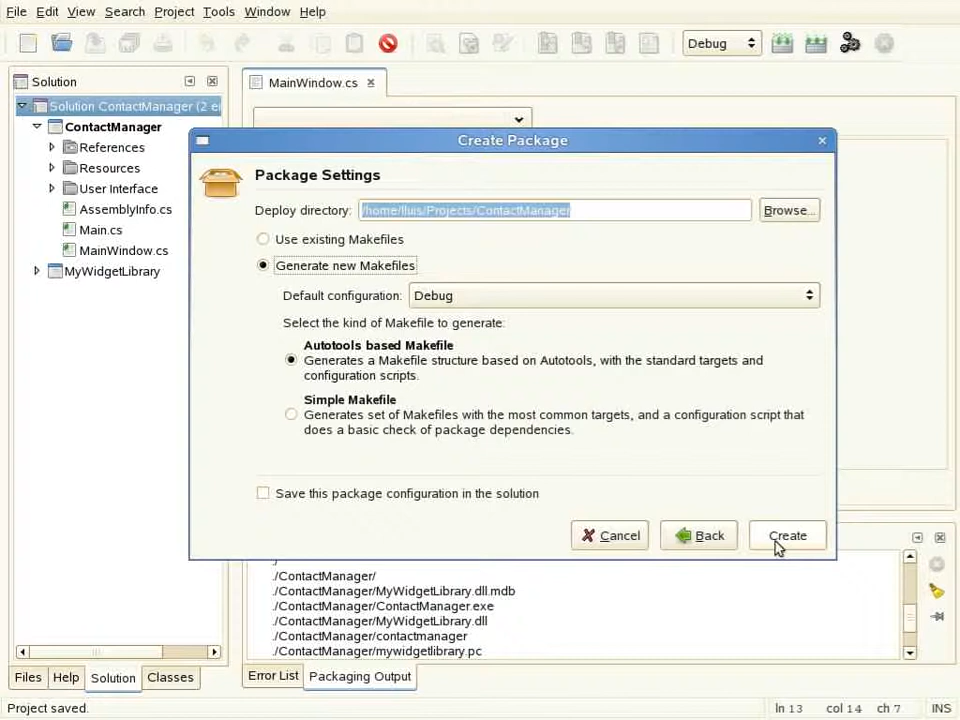 File Edit View Search Project Tools Window Help
Debug
Solution
MainWindow.cs
Solution ContactManager (2 e
ContactManager
References
Resources
User Interface
AssemblyInfo.cs
Main.cs
MainWindow.cs
MyWidgetLibrary
Create Package
Package Settings
Deploy directory: /home/lluis/Projects/ContactManager Browse...
Use existing Makefiles
Generate new Makefiles
Default configuration: Debug
Select the kind of Makefile to generate:
Autotools based Makefile
Generates a Makefile structure based on Autotools, with the standard targets and
configuration scripts.
Simple Makefile
Generates set of Makefiles with the most common targets, and a configuration script that
does a basic check of package dependencies.
Save this package configuration in the solution
Cancel Back Create
./ContactManager/
./ContactManager/MyWidgetLibrary.dll.mdb
./ContactManager/ContactManager.exe
./ContactManager/MyWidgetLibrary.dll
./ContactManager/contactmanager
./ContactManager/mywidgetlibrary.pc
Files Help Solution Classes
Error List Packaging Output
Project saved.
ln 13 col 14 ch 7 INS